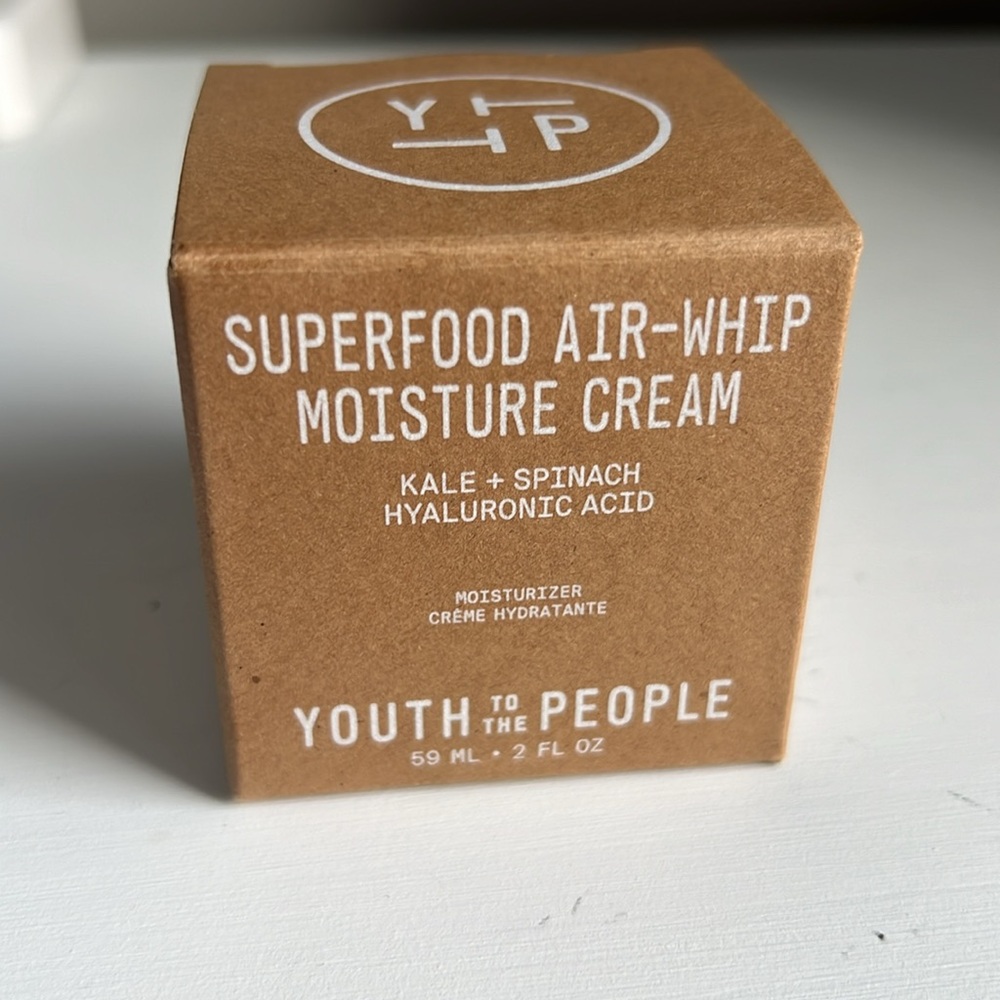 Y T
T P
SUPERFOOD AIR-WHIP
MOISTURE CREAM
KALE + SPINACH
HYALURONIC ACID
MOISTURIZER
CRÈME HYDRATANTE
YOUTH TO THE PEOPLE
59 ML • 2 FL OZ